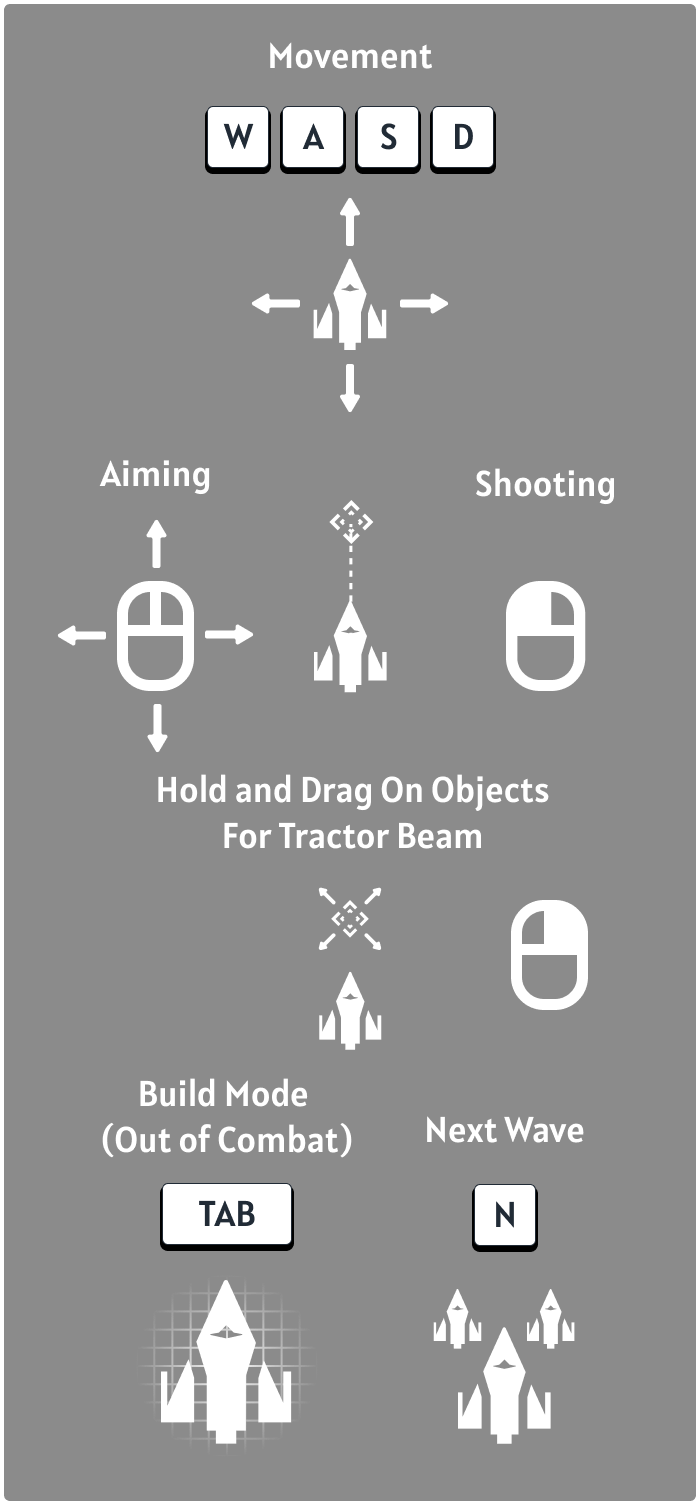 Movement
W A S D
Aiming
Shooting
Hold and Drag On Objects
For Tractor Beam
Build Mode
(Out of Combat)
Next Wave
TAB
N